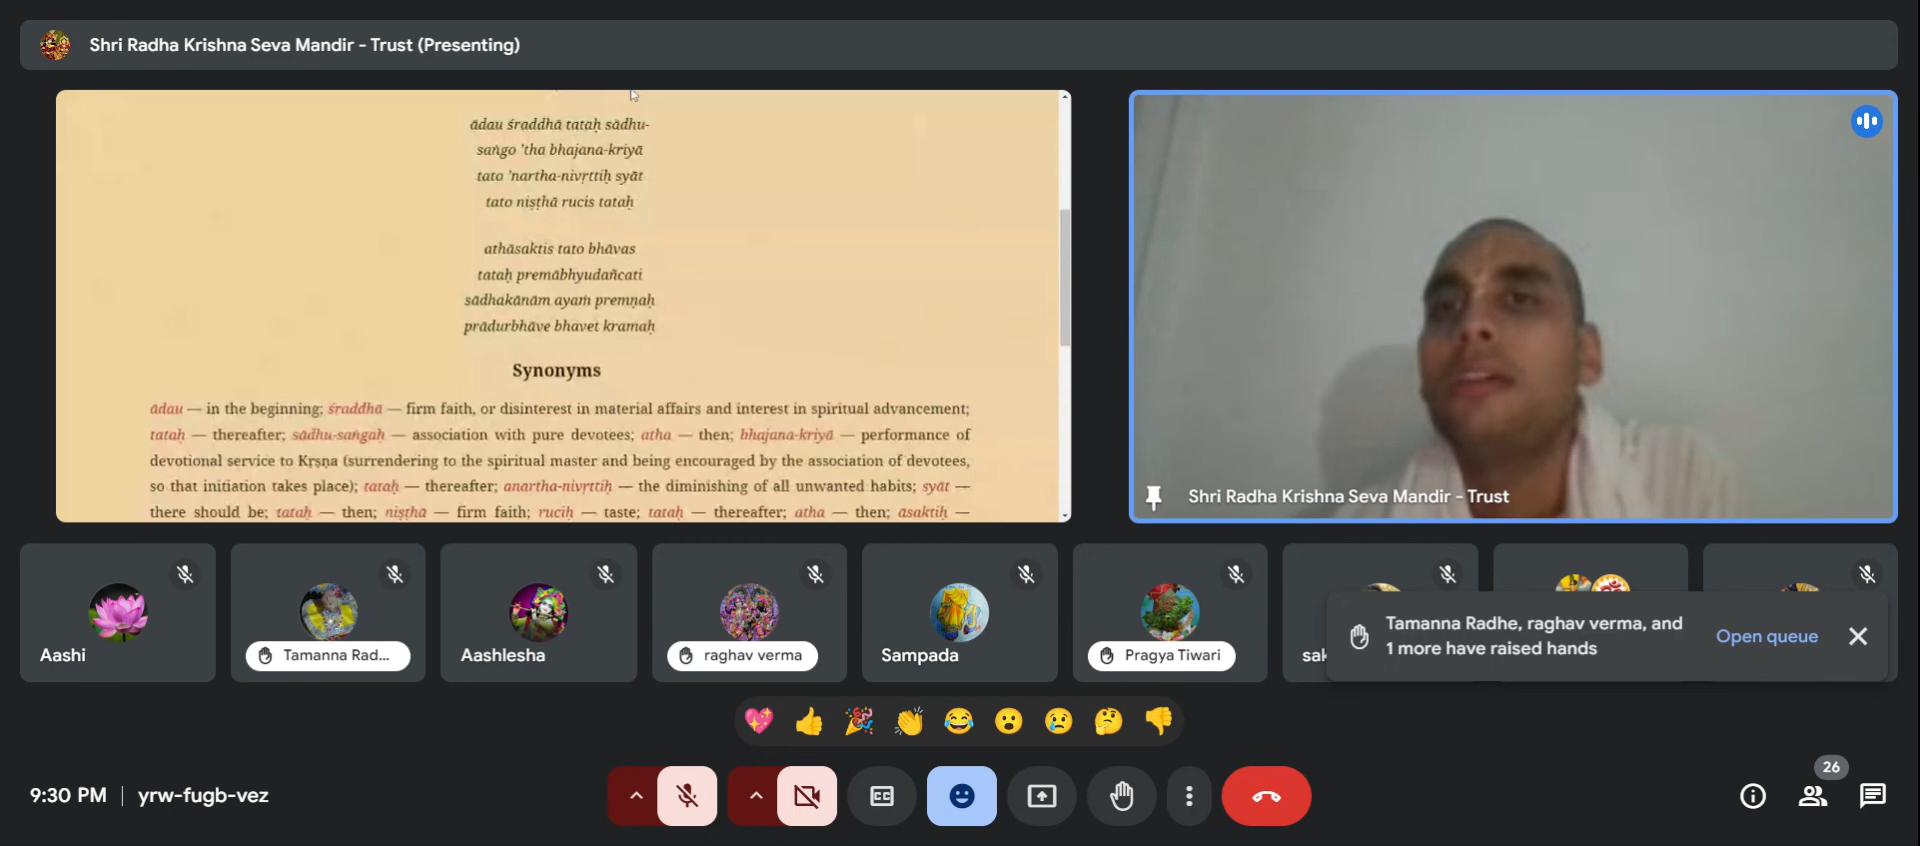 Shri Radha Krishna Seva Mandir - Trust (Presenting)
ādau śraddhā tataḥ sādhu-
saṅgo 'tha bhajana-kriyā
tato 'nartha-nivṛttiḥ syāt
tato niṣṭhā rucis tataḥ
athāsaktis tato bhāvas
tataḥ premābhyudañcati
sādhakānām ayaṁ premṇaḥ
prādurbhāve bhavet kramaḥ
Synonyms
ādau — in the beginning; śraddhā — firm faith, or disinterest in material affairs and interest in spiritual advancement;
tataḥ — thereafter; sādhu-saṅgaḥ — association with pure devotees; atha — then; bhajana-kriyā — performance of
devotional service to Kṛṣṇa (surrendering to the spiritual master and being encouraged by the association of devotees,
so that initiation takes place); tataḥ — thereafter; anartha-nivṛttiḥ — the diminishing of all unwanted habits; syāt —
there should be; tataḥ — then; niṣṭhā — firm faith; ruciḥ — taste; tataḥ — thereafter; atha — then; āsaktiḥ —
Shri Radha Krishna Seva Mandir - Trust
Aashi
Tamanna Rad...
Aashlesha
raghav verma
Sampada
Pragya Tiwari
sak
Tamanna Radhe, raghav verma, and
1 more have raised hands
Open queue
9:30 PM | yrw-fugb-vez
CC
26